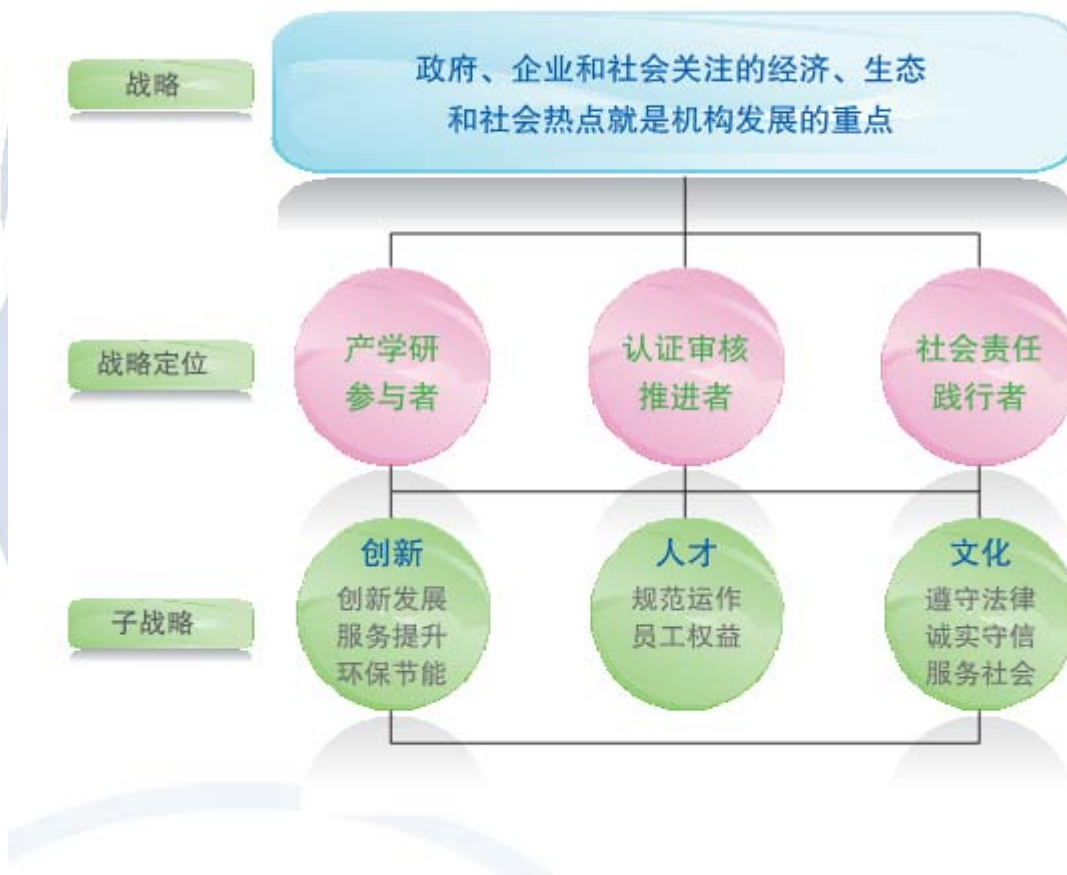 战略
政府、企业和社会关注的经济、生态
和社会热点就是机构发展的重点
战略定位
产学研
参与者
认证审核
推进者
社会责任
践行者
子战略
创新
创新发展
服务提升
环保节能
人才
规范运作
员工权益
文化
遵守法律
诚实守信
服务社会